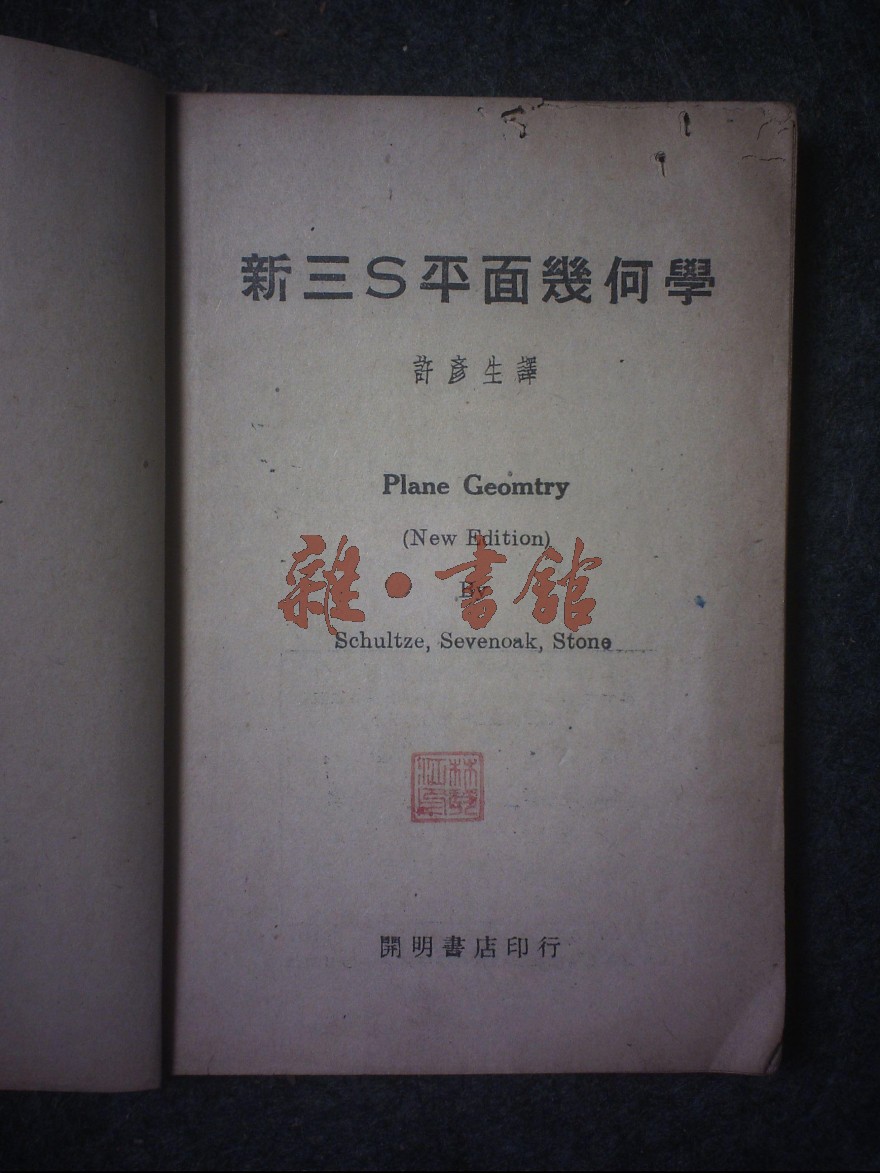 新三S平面幾何學
許彥生譯
Plane Geomtry
(New Edition)
By
雜·書館
Schultze, Sevenoak, Stone
開明書店印行